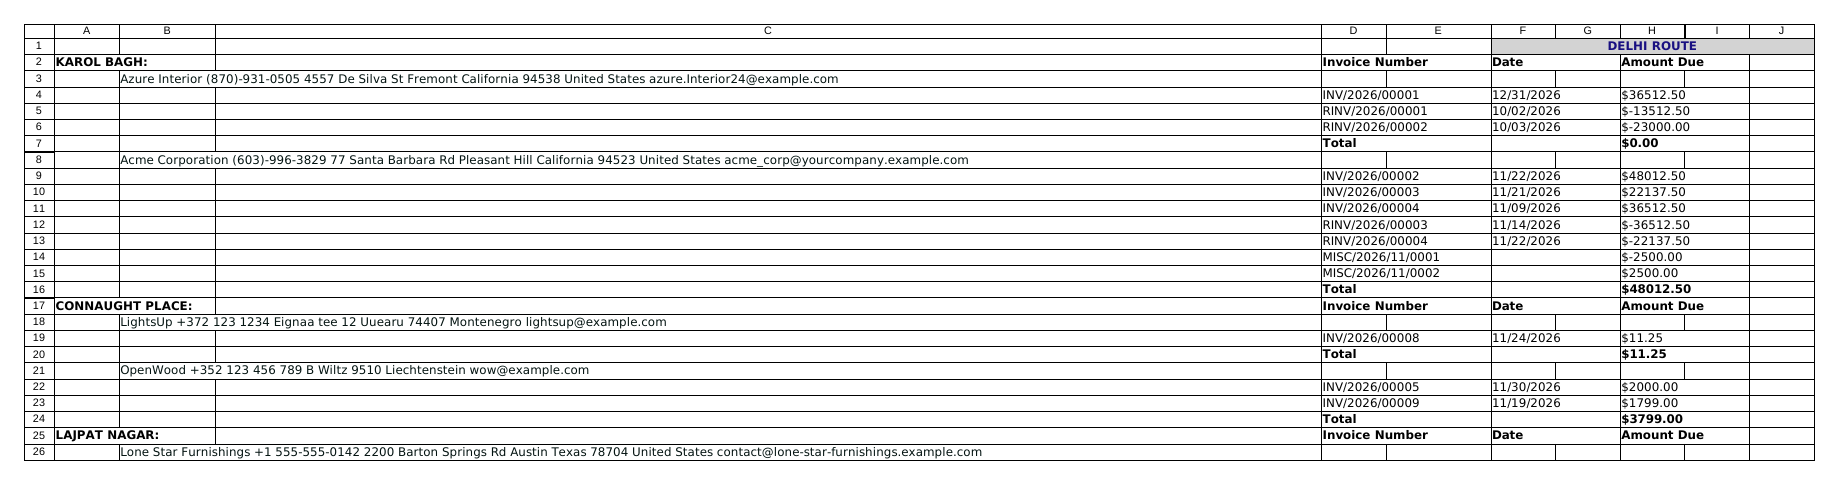 A B C D E F G H I J
1 DELHI ROUTE
2 KAROL BAGH: Invoice Number Date Amount Due
3 Azure Interior (870)-931-0505 4557 De Silva St Fremont California 94538 United States azure.Interior24@example.com
4 INV/2026/00001 12/31/2026 $36512.50
5 RINV/2026/00001 10/02/2026 $-13512.50
6 RINV/2026/00002 10/03/2026 $-23000.00
7 Total $0.00
8 Acme Corporation (603)-996-3829 77 Santa Barbara Rd Pleasant Hill California 94523 United States acme_corp@yourcompany.example.com
9 INV/2026/00002 11/22/2026 $48012.50
10 INV/2026/00003 11/21/2026 $22137.50
11 INV/2026/00004 11/09/2026 $36512.50
12 RINV/2026/00003 11/14/2026 $-36512.50
13 RINV/2026/00004 11/22/2026 $-22137.50
14 MISC/2026/11/0001 $-2500.00
15 MISC/2026/11/0002 $2500.00
16 Total $48012.50
17 CONNAUGHT PLACE: Invoice Number Date Amount Due
18 LightsUp +372 123 1234 Eignaa tee 12 Uuearu 74407 Montenegro lightsup@example.com
19 INV/2026/00008 11/24/2026 $11.25
20 Total $11.25
21 OpenWood +352 123 456 789 B Wiltz 9510 Liechtenstein wow@example.com
22 INV/2026/00005 11/30/2026 $2000.00
23 INV/2026/00009 11/19/2026 $1799.00
24 Total $3799.00
25 LAJPAT NAGAR: Invoice Number Date Amount Due
26 Lone Star Furnishings +1 555-555-0142 2200 Barton Springs Rd Austin Texas 78704 United States contact@lone-star-furnishings.example.com